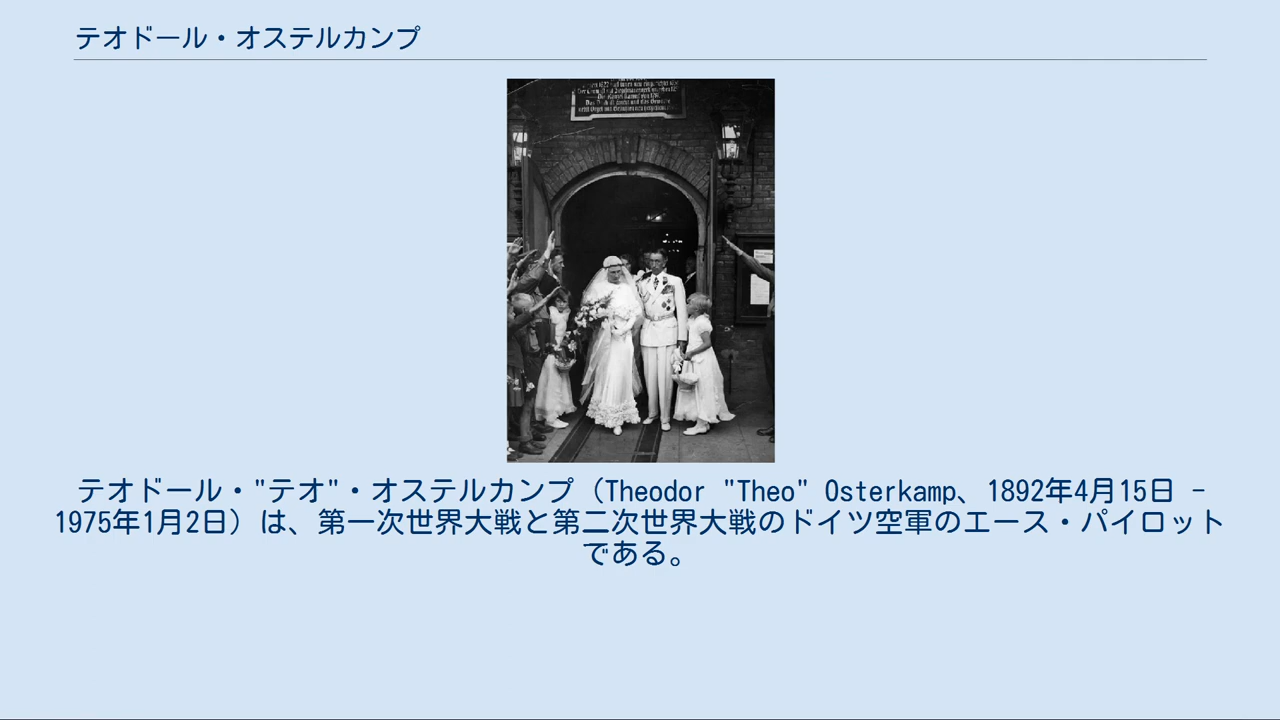 テオドール・オステルカンプ
テオドール・"テオ"・オステルカンプ（Theodor "Theo" Osterkamp、1892年4月15日 -
1975年1月2日）は、第一次世界大戦と第二次世界大戦のドイツ空軍のエース・パイロット
である。